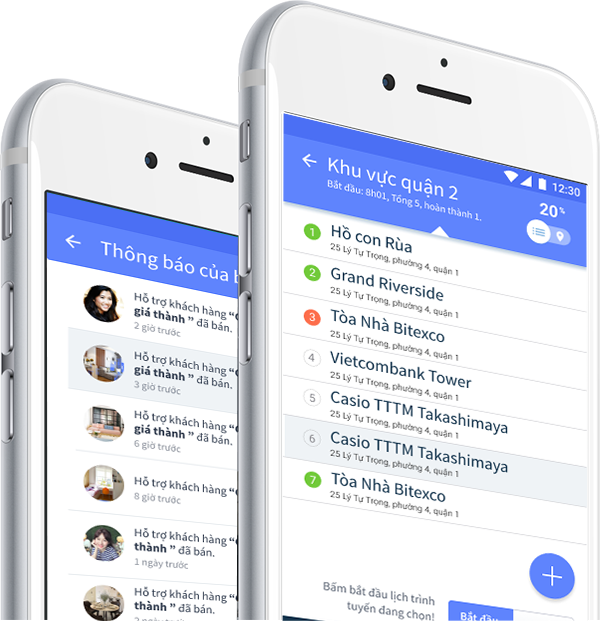 Thông báo của
Hỗ trợ khách hàng “
giá thành ” đã bán.
2 giờ trước
Hỗ trợ khách hàng “
giá thành ” đã bán.
3 giờ trước
Hỗ trợ khách hàng “
giá thành ” đã bán.
6 giờ trước
Hỗ trợ khách hàng “
8 giờ trước
Hỗ trợ khách hàng “
thành ” đã bán.
1 ngày trước
Hỗ trợ khách hàng “
thành ” đã bán.
2 ngày trước
12:30
Khu vực quận 2
Bắt đầu: 8h01, Tổng 5, hoàn thành 1.
20%
1 Hồ con Rùa
25 Lý Tự Trọng, phường 4, quận 1
2 Grand Riverside
25 Lý Tự Trọng, phường 4, quận 1
3 Tòa Nhà Bitexco
25 Lý Tự Trọng, phường 4, quận 1
4 Vietcombank Tower
25 Lý Tự Trọng, phường 4, quận 1
5 Casio TTTM Takashimaya
25 Lý Tự Trọng, phường 4, quận 1
6 Casio TTTM Takashimaya
25 Lý Tự Trọng, phường 4, quận 1
7 Tòa Nhà Bitexco
25 Lý Tự Trọng, phường 4, quận 1
Bấm bắt đầu lịch trình
tuyến đang chọn!
Bắt đầu